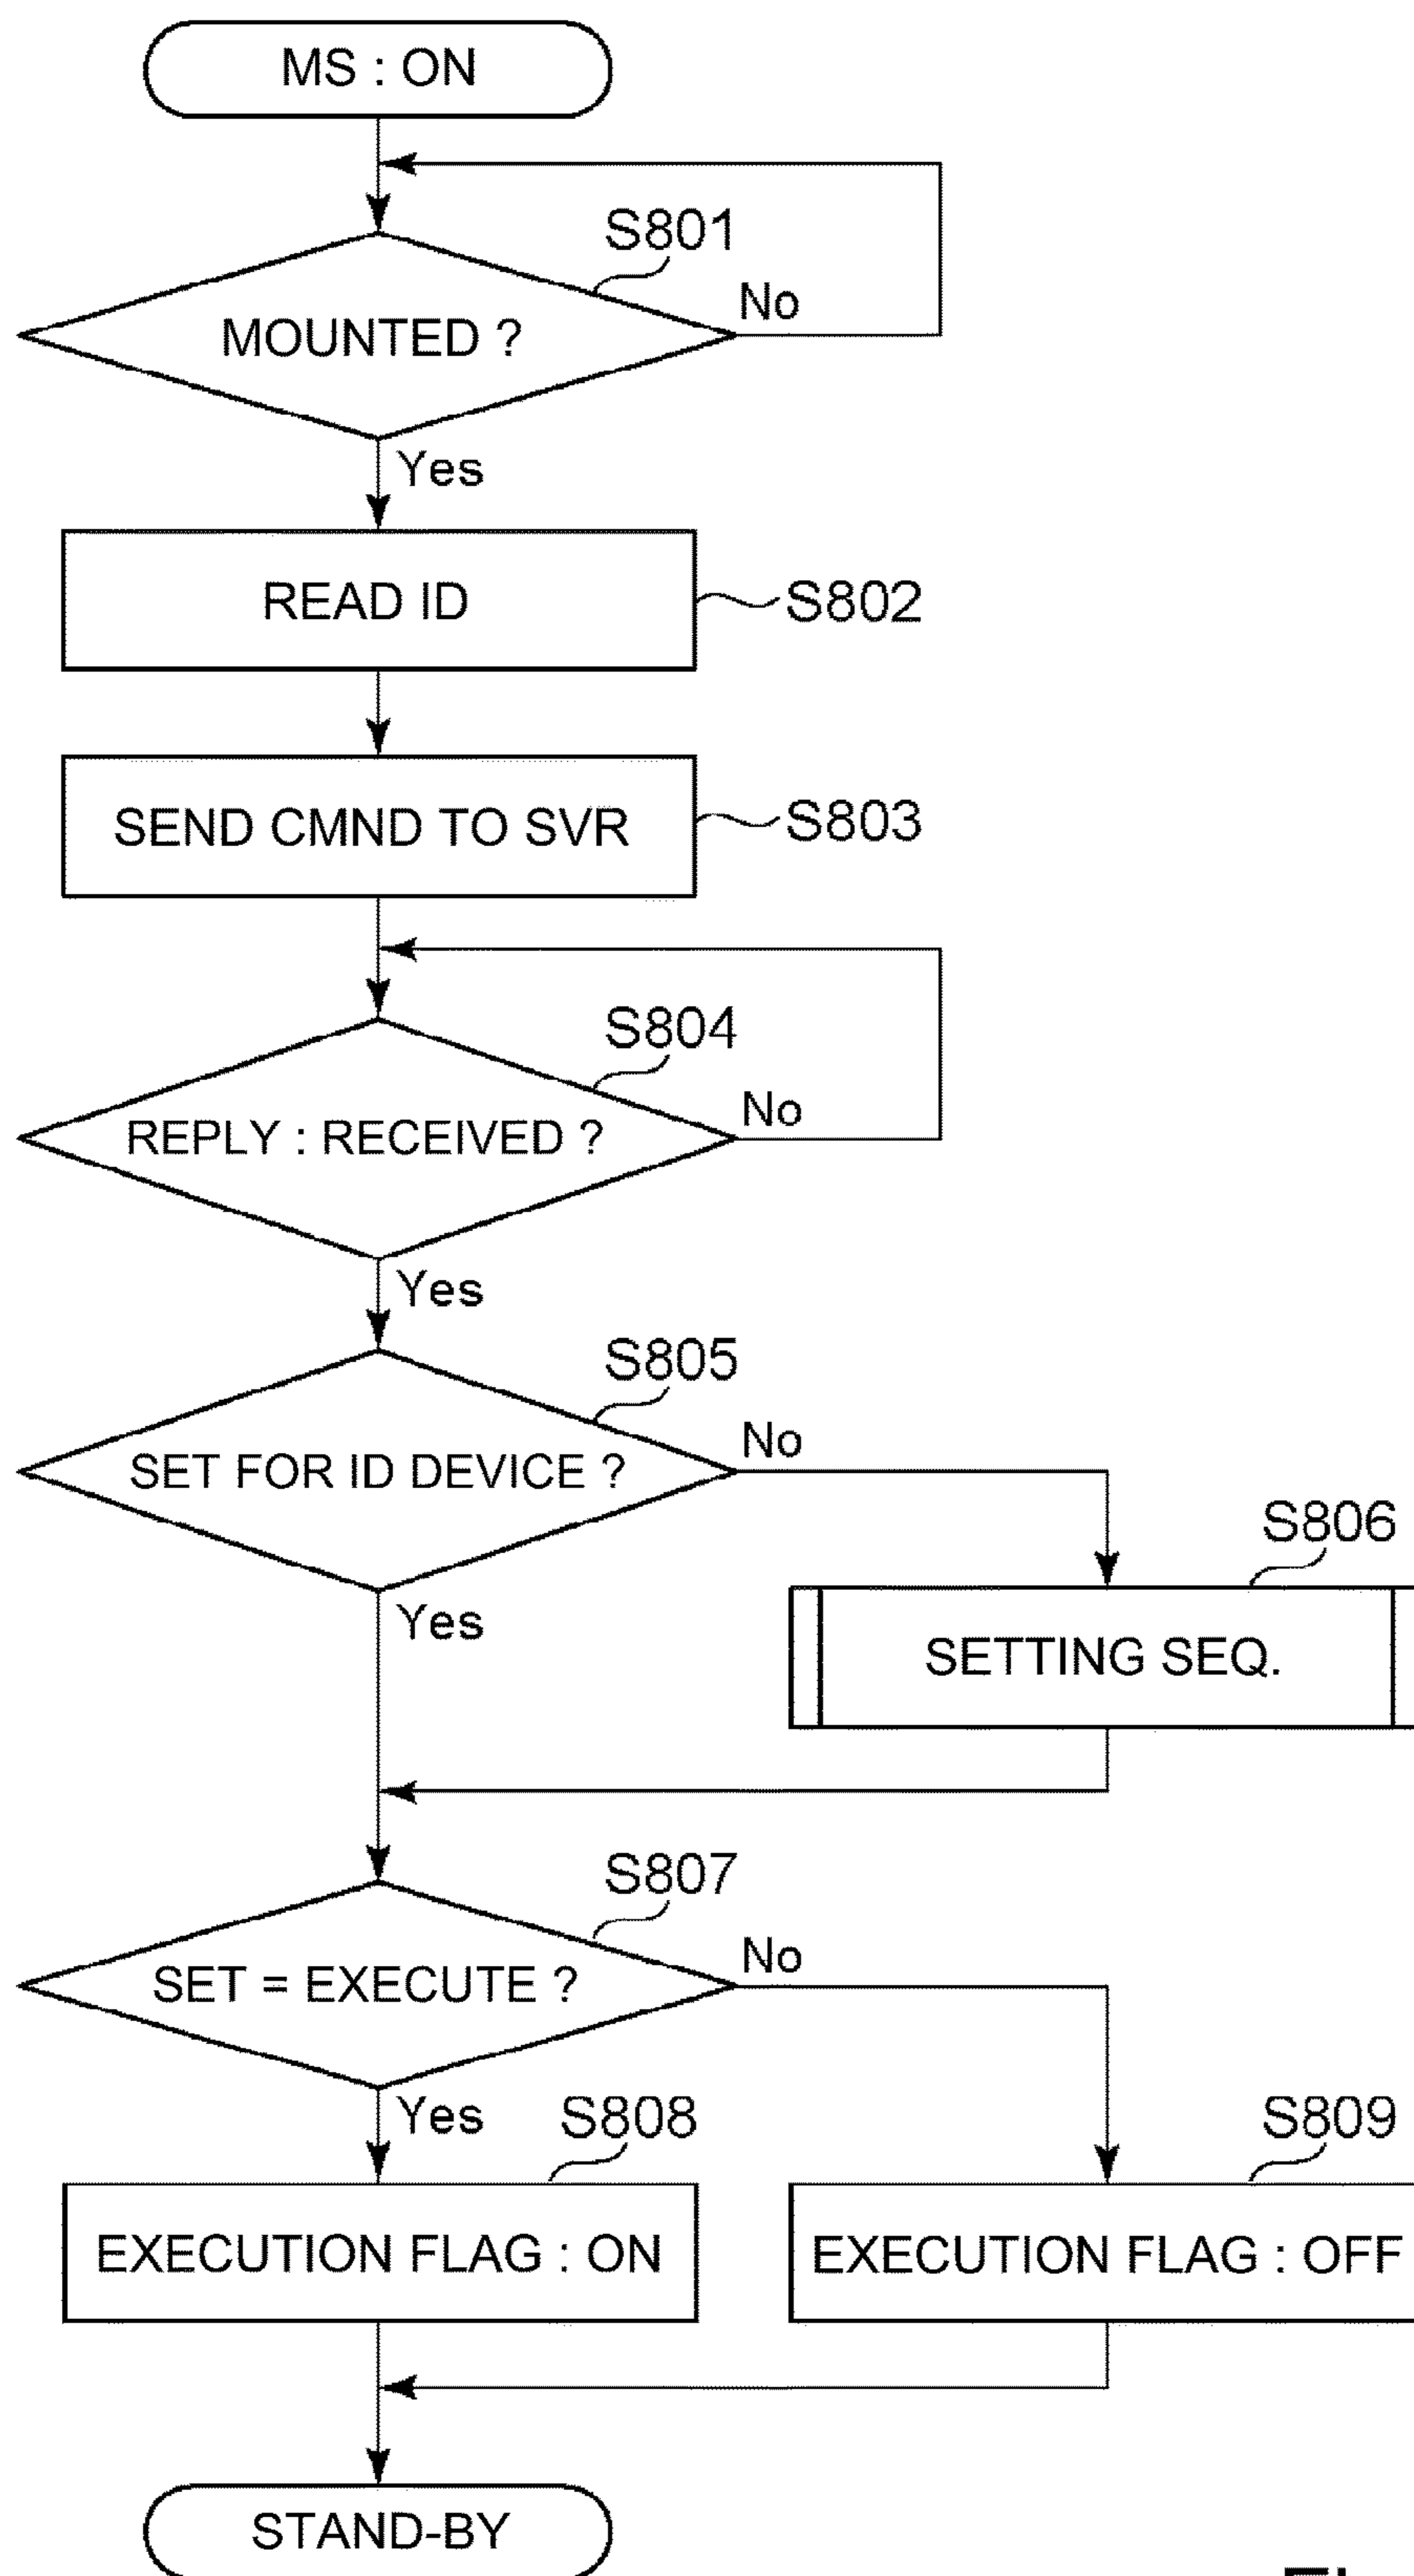 MS : ON
S801
MOUNTED ?
No
Yes
READ ID
S802
SEND CMND TO SVR
S803
S804
REPLY : RECEIVED ?
No
Yes
S805
SET FOR ID DEVICE ?
No
Yes
S806
SETTING SEQ.
S807
SET = EXECUTE ?
No
Yes
S808
S809
EXECUTION FLAG : ON
EXECUTION FLAG : OFF
STAND-BY